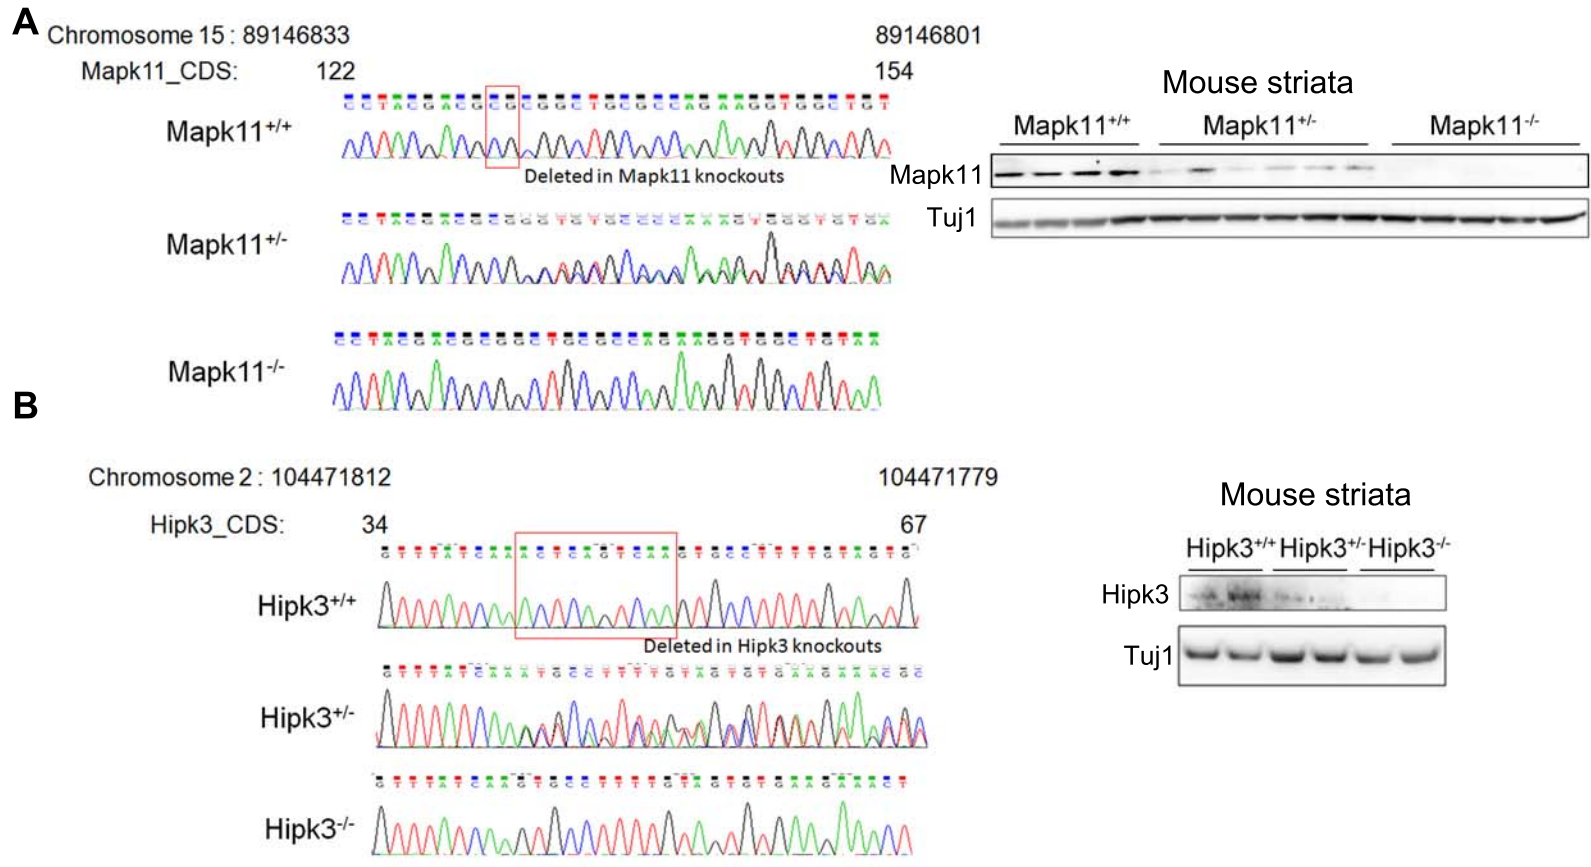 A
Chromosome 15 : 89146833 89146801
Mapk11_CDS: 122 154
C C T A C G A C G C G C G G C T G C G C C A G A A G G T G G C T G T
Mapk11+/+
Deleted in Mapk11 knockouts
C C T A C G A C G C G G G T G T G C C C C A A A G T G G G T G T G A
Mapk11+/-
C C T A C G A C G C G G C T G C G C C A G A A G G T G G C T G T A A
Mapk11-/-
Mouse striata
Mapk11+/+ Mapk11+/- Mapk11-/-
Mapk11
Tuj1
B
Chromosome 2 : 104471812 104471779
Hipk3_CDS: 34 67
G T T T A T C A A A C T C A G T C A A G T G C C T T T T G T A G T G
Hipk3+/+
Deleted in Hipk3 knockouts
G T T T A T C A A A T G C C T T T T G T A G T G T G A A G A A A C G C
Hipk3+/-
G T T T A T C A A G T G C C T T T T G T A G T G T G A A G A A A C T
Hipk3-/-
Mouse striata
Hipk3+/+ Hipk3+/- Hipk3-/-
Hipk3
Tuj1